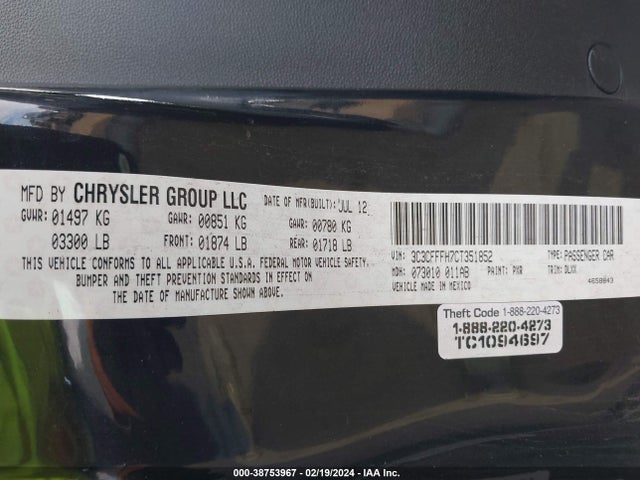 MFD BY CHRYSLER GROUP LLC DATE OF MFR(BUILT): JUL 12
GVWR: 01497 KG GAWR: 00851 KG GAWR: 00780 KG
03300 LB FRONT: 01874 LB REAR: 01718 LB
THIS VEHICLE CONFORMS TO ALL APPLICABLE U.S.A. FEDERAL MOTOR VEHICLE SAFETY,
BUMPER AND THEFT PREVENTION STANDARDS IN EFFECT ON
THE DATE OF MANUFACTURE SHOWN ABOVE.
VIN: 3C3CFFFH7CT351852 TYPE: PASSENGER CAR
MDH: 073010 011AB PAINT: PXR TRIM: DLXX
VEHICLE MADE IN MEXICO 4658843
Theft Code 1-888-220-4273
1-888-220-4273
TC1094697
000-38753967 - 02/19/2024 - IAA Inc.